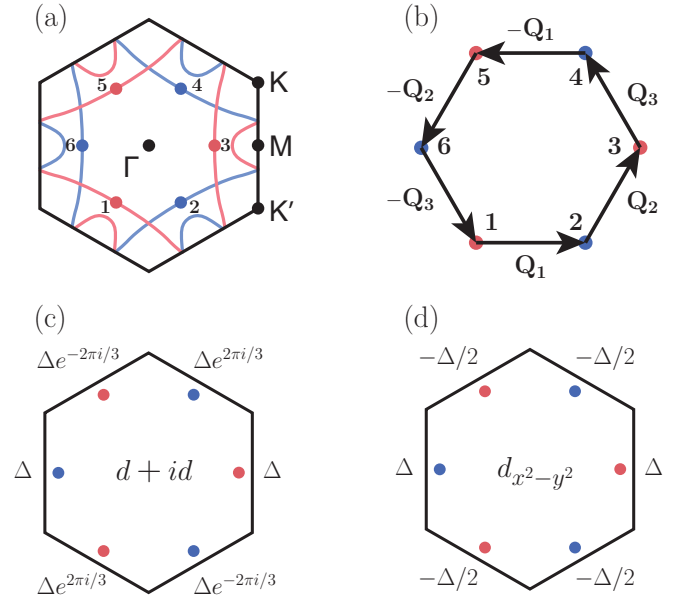 (a)
5
4
K
6
Γ
3
M
1
2
K′
(b)
−Q₁
5
4
−Q₂
Q₃
6
3
−Q₃
Q₂
1
2
Q₁
(c)
Δe^{−2πi/3}
Δe^{2πi/3}
Δ
d + id
Δ
Δe^{2πi/3}
Δe^{−2πi/3}
(d)
−Δ/2
−Δ/2
Δ
d_{x²−y²}
Δ
−Δ/2
−Δ/2